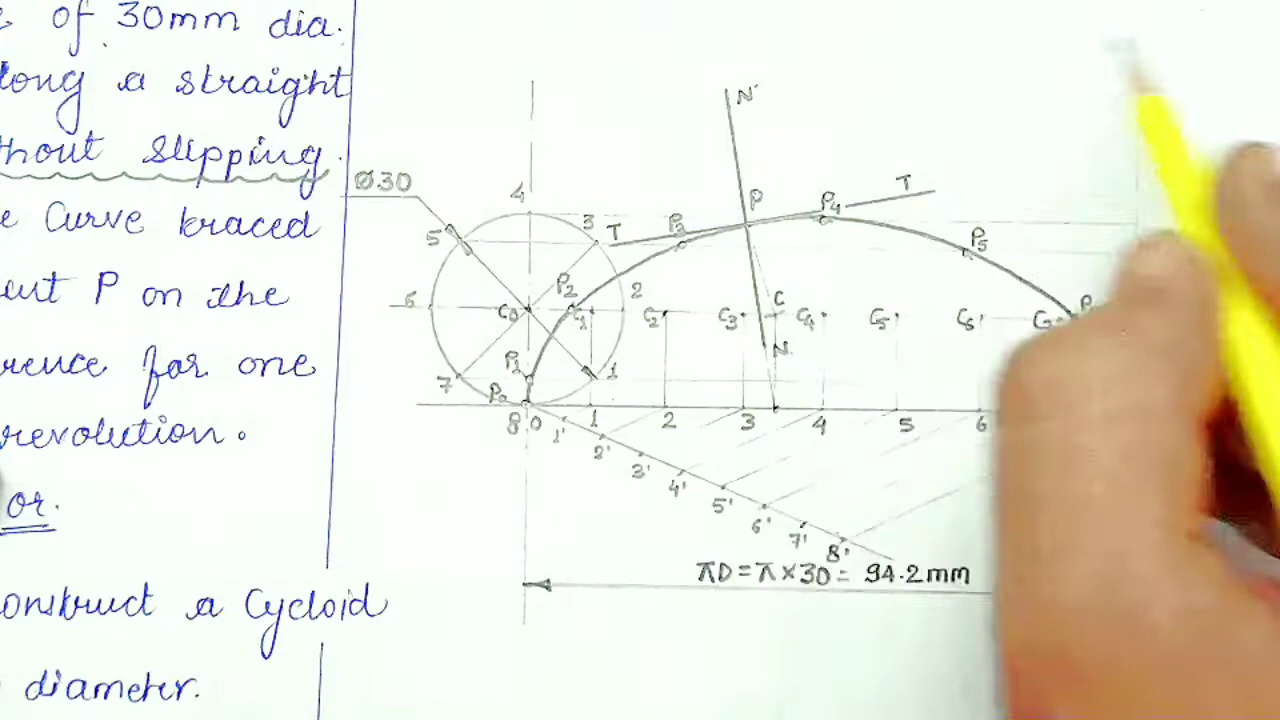 of 30mm dia.
long a straight
thout slipping.
e Curve traced
P on the
rence for one
revolution.
or.
onstruct a Cycloid
diameter.
Ø30
N'
T
P
P4
4
3
T
P3
5
P5
P2
2
6
C0
C1
C2
C3
C
C4
C5
C6
C7
N
P1
1
7
P0
8
0
1
2
3
4
5
6
1'
2'
3'
4'
5'
6'
7'
8'
πD = π×30 = 94.2mm